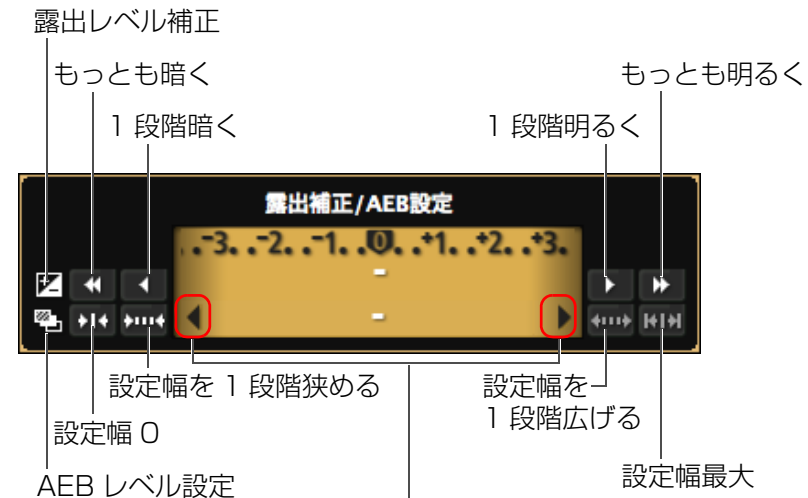 露出レベル補正
もっとも暗く
もっとも明るく
1 段階暗く
1 段階明るく
露出補正/AEB設定
. .-3. .-2. .-1. .0. .+1. .+2. .+3.
設定幅を 1 段階狭める
設定幅を
1 段階広げる
設定幅 0
設定幅最大
AEB レベル設定